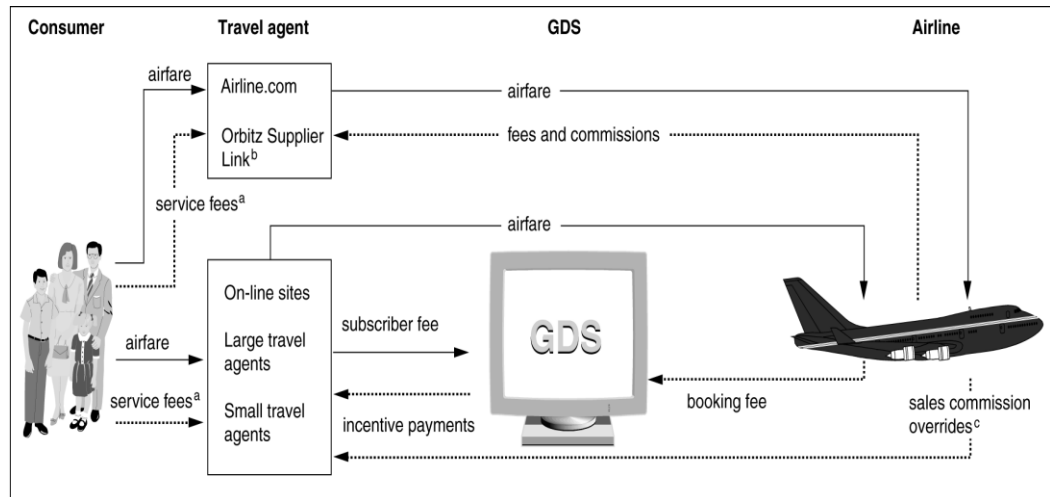 Consumer
Travel agent
GDS
Airline
airfare
Airline.com
airfare
Orbitz Supplier
Link b
fees and commissions
service fees a
airfare
On-line sites
Large travel
agents
Small travel
agents
subscriber fee
GDS
airfare
service fees a
incentive payments
booking fee
sales commission
overrides c